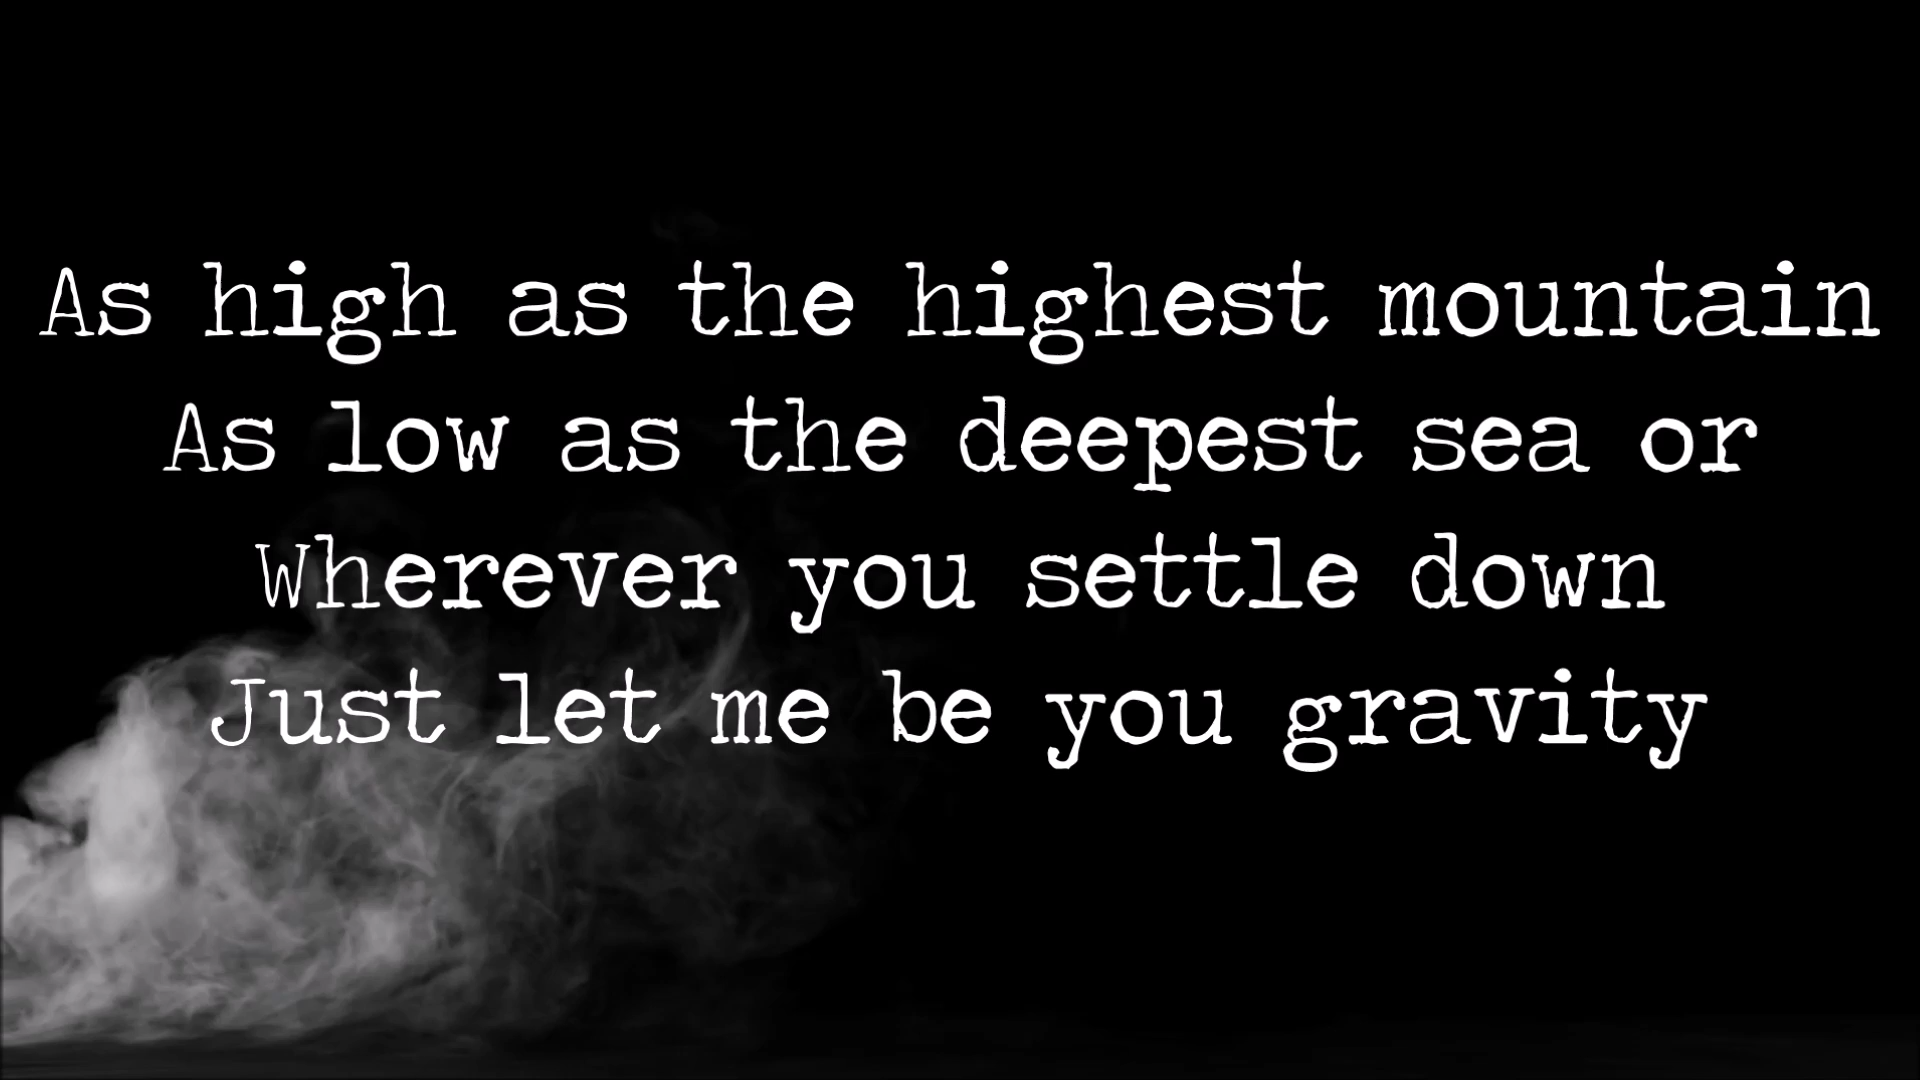 As high as the highest mountain
As low as the deepest sea or
Wherever you settle down
Just let me be you gravity